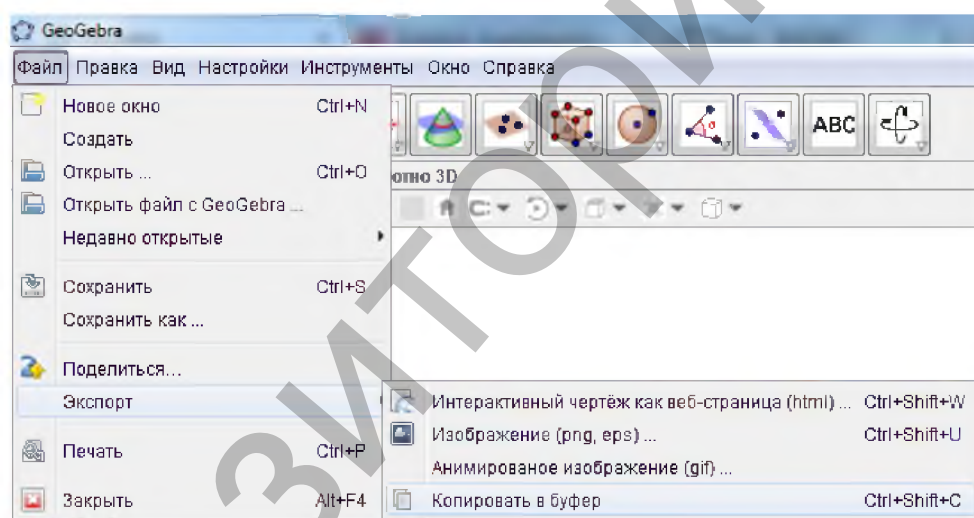 GeoGebra
Файл Правка Вид Настройки Инструменты Окно Справка
Новое окно Ctrl+N
Создать
ABC
Открыть ... Ctrl+O
отно 3D
Открыть файл с GeoGebra ...
Недавно открытые
Сохранить Ctrl+S
Сохранить как ...
Поделиться...
Экспорт
Интерактивный чертёж как веб-страница (html) ... Ctrl+Shift+W
Изображение (png, eps) ... Ctrl+Shift+U
Печать Ctrl+P
Анимированое изображение (gif) ...
Закрыть Alt+F4
Копировать в буфер Ctrl+Shift+C
ЗИТОРИ